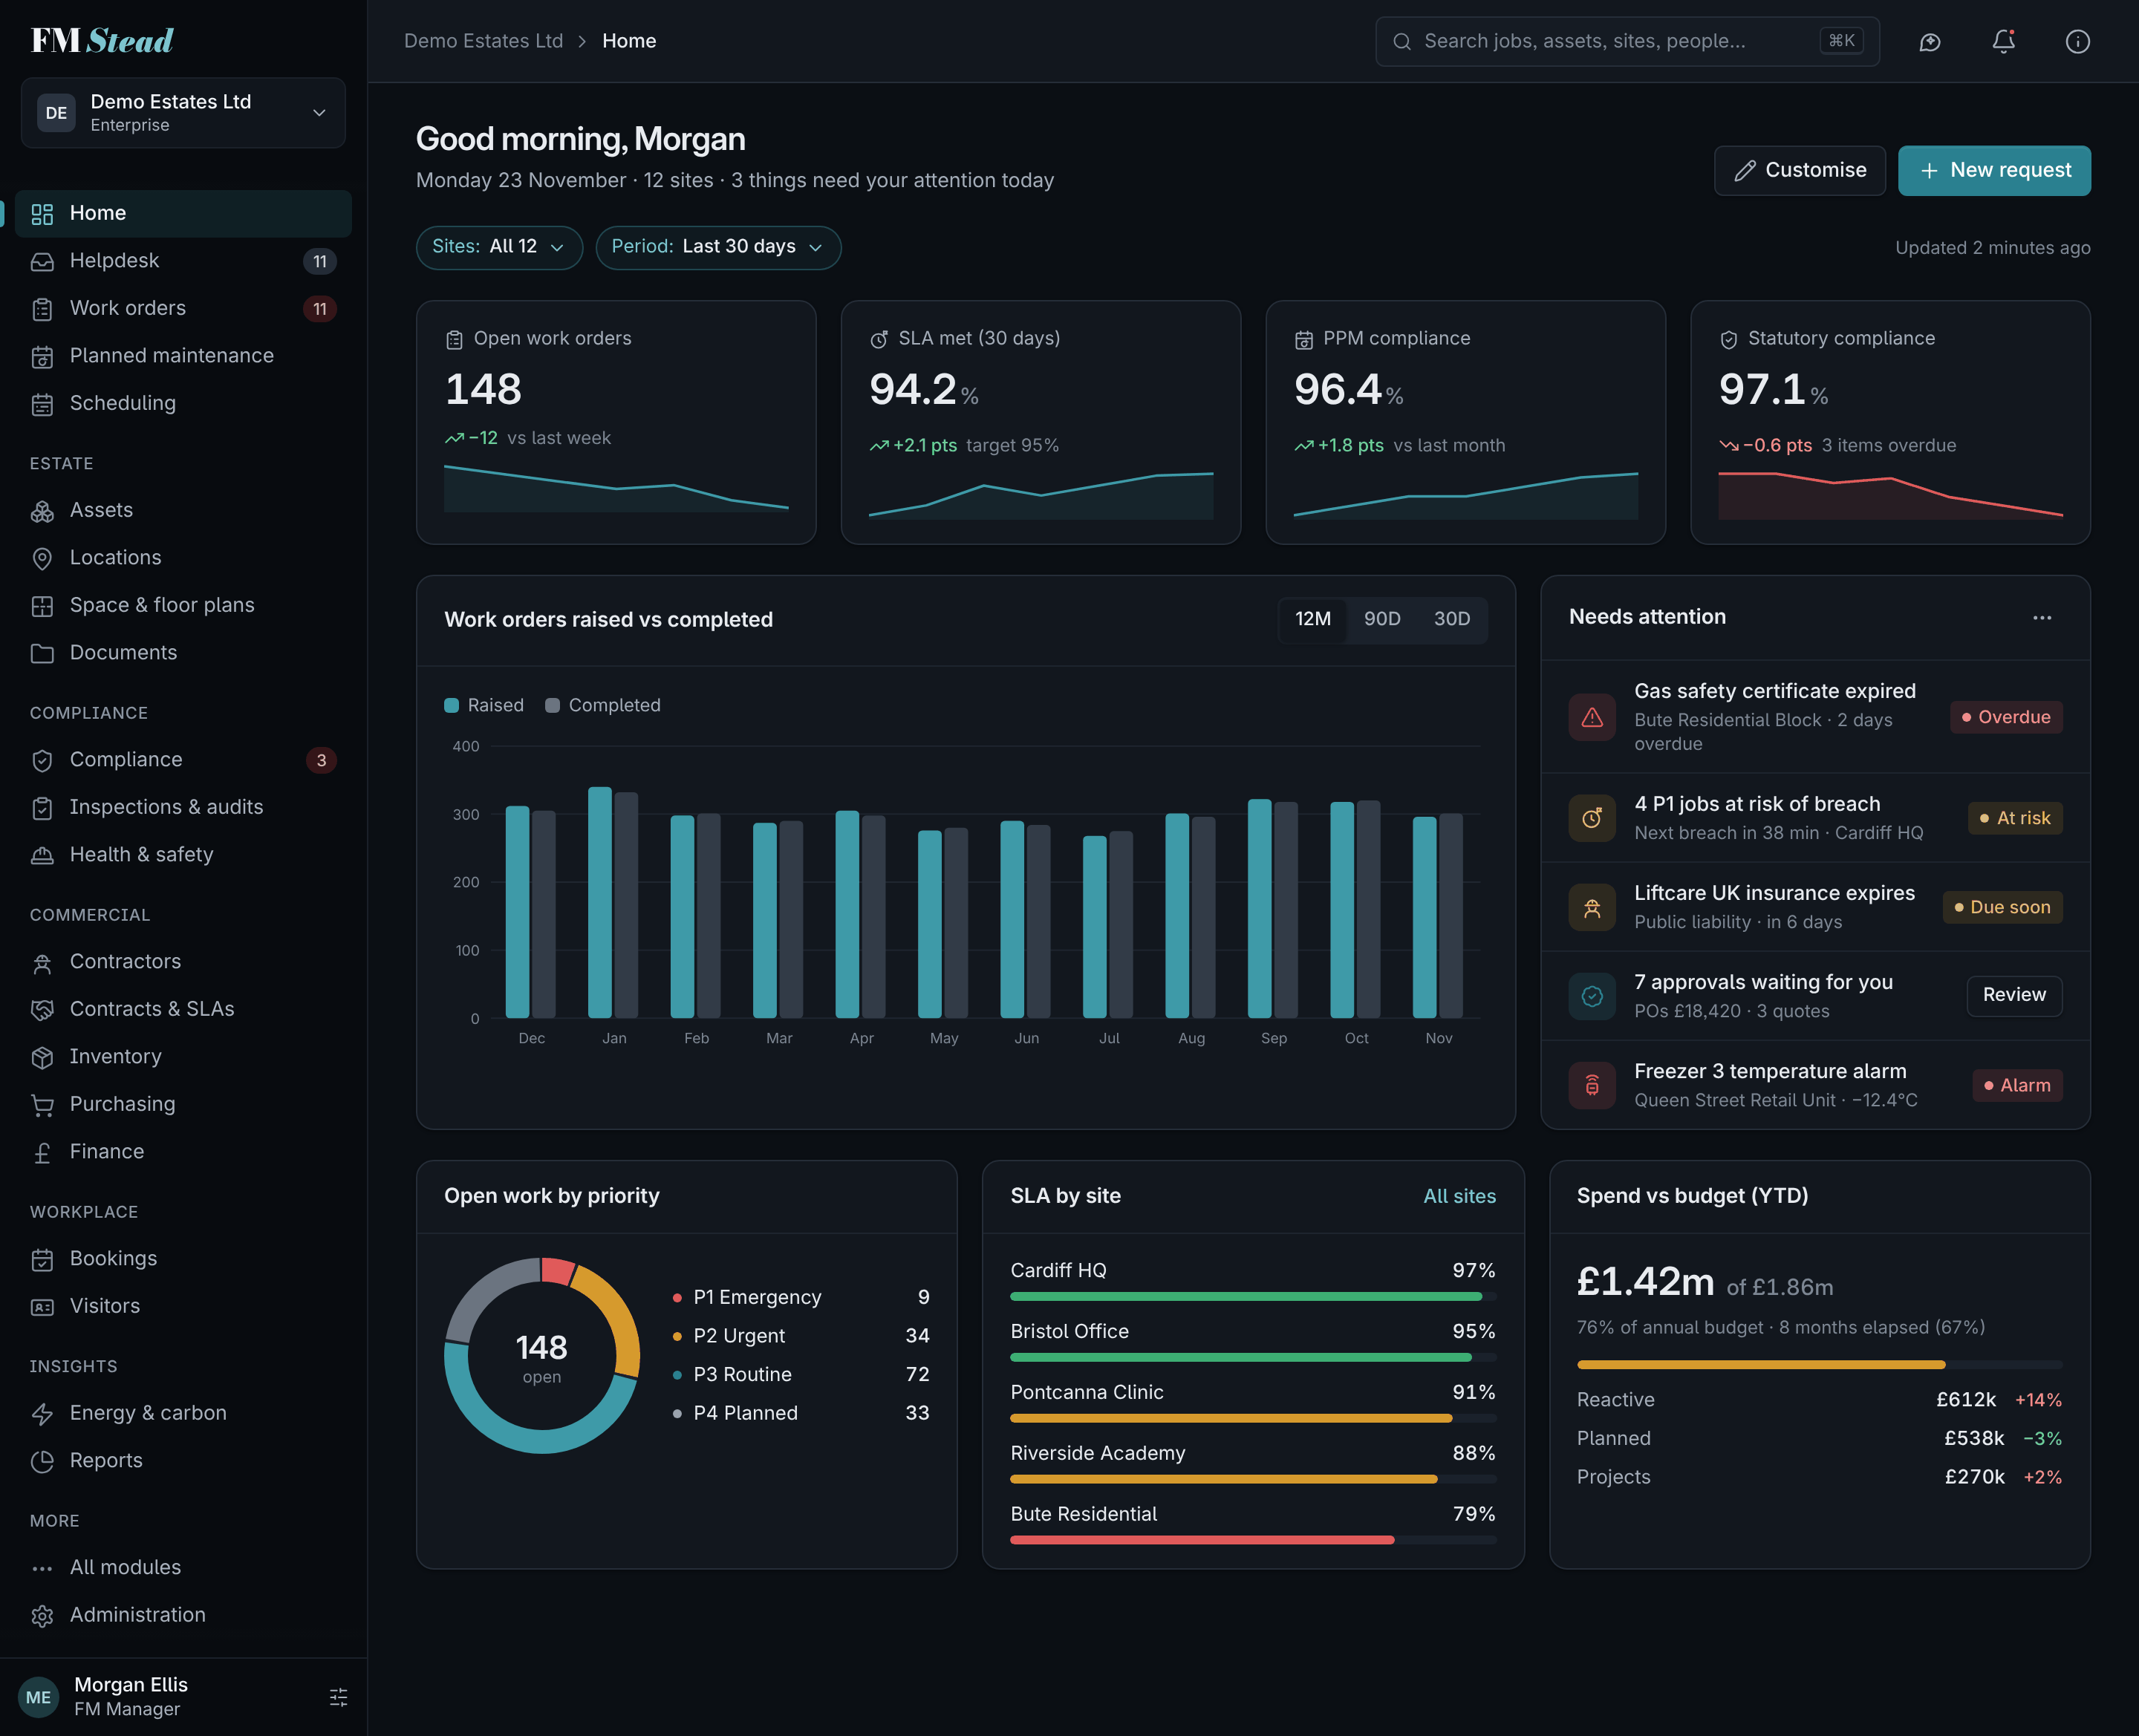 FM Stead
DE
Demo Estates Ltd
Enterprise
Home
Helpdesk 11
Work orders 11
Planned maintenance
Scheduling
ESTATE
Assets
Locations
Space & floor plans
Documents
COMPLIANCE
Compliance 3
Inspections & audits
Health & safety
COMMERCIAL
Contractors
Contracts & SLAs
Inventory
Purchasing
Finance
WORKPLACE
Bookings
Visitors
INSIGHTS
Energy & carbon
Reports
MORE
All modules
Administration
ME
Morgan Ellis
FM Manager
Demo Estates Ltd > Home
Search jobs, assets, sites, people... ⌘K
Good morning, Morgan
Monday 23 November · 12 sites · 3 things need your attention today
Customise
+ New request
Sites: All 12
Period: Last 30 days
Updated 2 minutes ago
Open work orders
148
−12 vs last week
SLA met (30 days)
94.2%
+2.1 pts target 95%
PPM compliance
96.4%
+1.8 pts vs last month
Statutory compliance
97.1%
−0.6 pts 3 items overdue
Work orders raised vs completed
12M 90D 30D
Raised Completed
400
300
200
100
0
Dec Jan Feb Mar Apr May Jun Jul Aug Sep Oct Nov
Needs attention
Gas safety certificate expired
Bute Residential Block · 2 days
overdue
Overdue
4 P1 jobs at risk of breach
Next breach in 38 min · Cardiff HQ
At risk
Liftcare UK insurance expires
Public liability · in 6 days
Due soon
7 approvals waiting for you
POs £18,420 · 3 quotes
Review
Freezer 3 temperature alarm
Queen Street Retail Unit · −12.4°C
Alarm
Open work by priority
148
open
P1 Emergency 9
P2 Urgent 34
P3 Routine 72
P4 Planned 33
SLA by site All sites
Cardiff HQ 97%
Bristol Office 95%
Pontcanna Clinic 91%
Riverside Academy 88%
Bute Residential 79%
Spend vs budget (YTD)
£1.42m of £1.86m
76% of annual budget · 8 months elapsed (67%)
Reactive £612k +14%
Planned £538k −3%
Projects £270k +2%